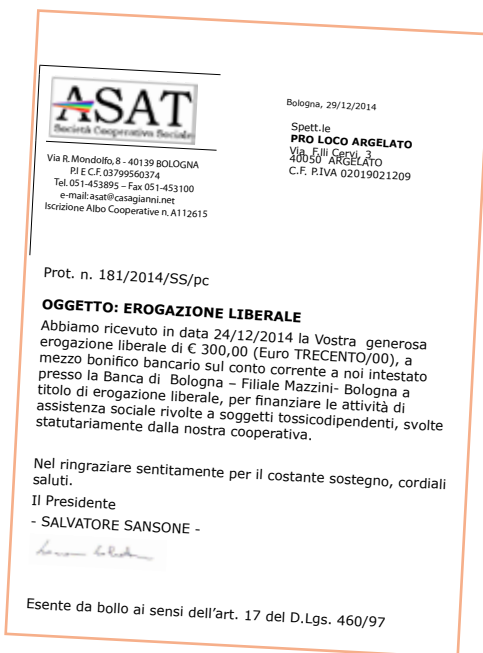 ASAT
Società Cooperativa Sociale
Via R. Mondolfo, 8 - 40139 BOLOGNA
P.I E C.F. 03799560374
Tel. 051-453895 – Fax 051-453100
e-mail: asat@casagianni.net
Iscrizione Albo Cooperative n. A112615
Bologna, 29/12/2014
Spett.le
PRO LOCO ARGELATO
Via F.lli Cervi, 3
40050 ARGELATO
C.F. P.IVA 02019021209
Prot. n. 181/2014/SS/pc
OGGETTO: EROGAZIONE LIBERALE
Abbiamo ricevuto in data 24/12/2014 la Vostra generosa
erogazione liberale di € 300,00 (Euro TRECENTO/00), a
mezzo bonifico bancario sul conto corrente a noi intestato
presso la Banca di Bologna – Filiale Mazzini- Bologna a
titolo di erogazione liberale, per finanziare le attività di
assistenza sociale rivolte a soggetti tossicodipendenti, svolte
statutariamente dalla nostra cooperativa.
Nel ringraziare sentitamente per il costante sostegno, cordiali
saluti.
Il Presidente
- SALVATORE SANSONE -
Esente da bollo ai sensi dell'art. 17 del D.Lgs. 460/97